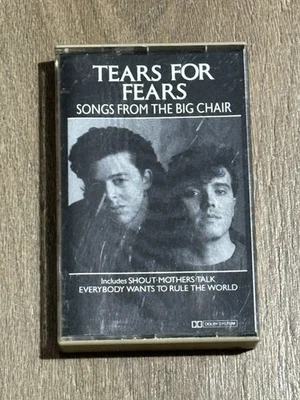 TEARS FOR
FEARS
SONGS FROM THE BIG CHAIR
Includes SHOUT·MOTHERS TALK
EVERYBODY WANTS TO RULE THE WORLD
DOLBY SYSTEM